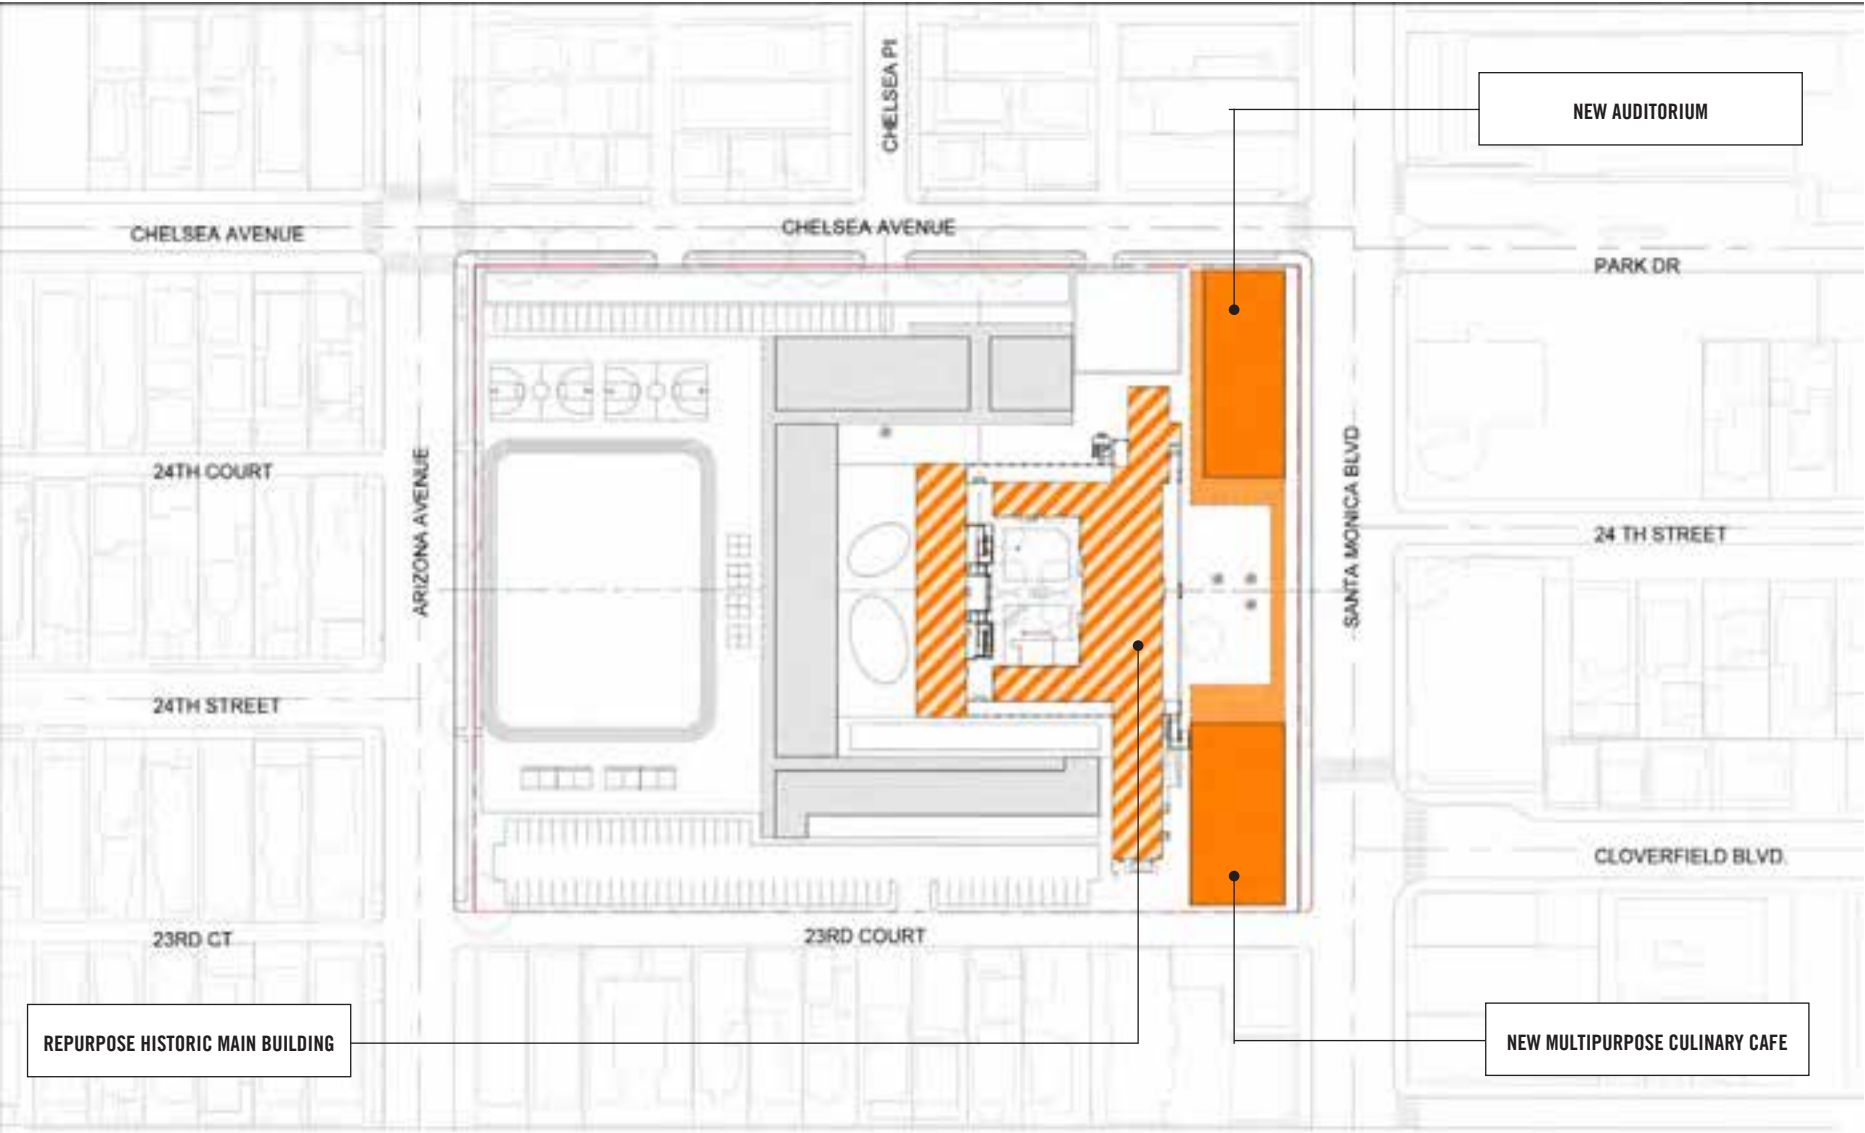 CHELSEA Pl
NEW AUDITORIUM
CHELSEA AVENUE
CHELSEA AVENUE
PARK DR
24TH COURT
ARIZONA AVENUE
SANTA MONICA BLVD
24 TH STREET
24TH STREET
CLOVERFIELD BLVD.
23RD CT
23RD COURT
REPURPOSE HISTORIC MAIN BUILDING
NEW MULTIPURPOSE CULINARY CAFE